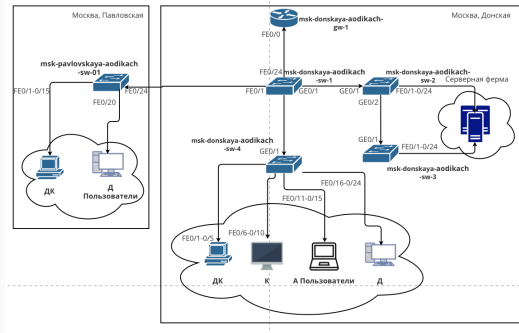 Москва, Павловская
Москва, Донская
msk-donskaya-aodikach-
gw-1
FE0/0
msk-pavlovskaya-aodikach
-sw-01
FE0/1-0/15
FE0/20
FE0/24
FE0/24
msk-donskaya-aodikach
-sw-1
FE0/1
GE0/1
msk-donskaya-aodikach-
sw-2
GE0/1
FE0/1-0/24
GE0/2
Серверная ферма
msk-donskaya-aodikach
-sw-4
GE0/1
GE0/1
FE0/1-0/24
msk-donskaya-aodikach
-sw-3
ДК
Д
Пользователи
FE0/16-0/24
FE0/11-0/15
FE0/6-0/10
FE0/1-0/5
ДК
К
А Пользователи
Д